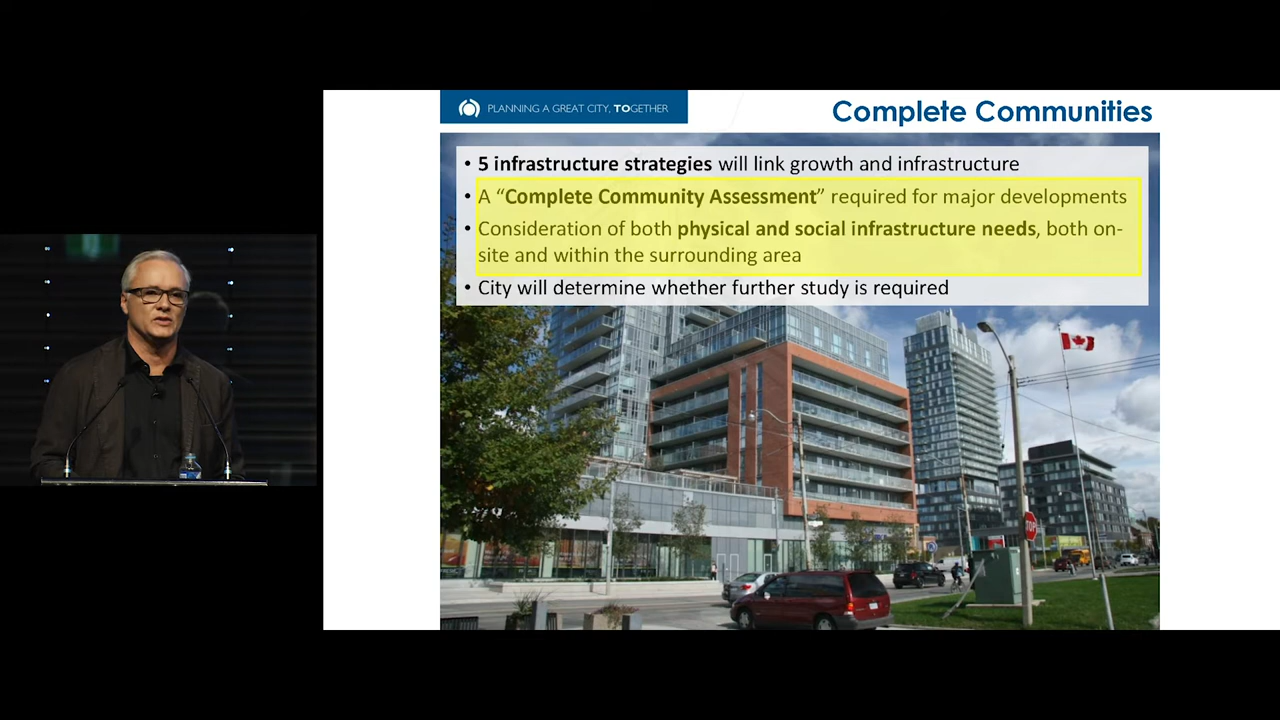 PLANNING A GREAT CITY, TOGETHER
Complete Communities
• 5 infrastructure strategies will link growth and infrastructure
• A “Complete Community Assessment” required for major developments
• Consideration of both physical and social infrastructure needs, both on-
site and within the surrounding area
• City will determine whether further study is required
STOP